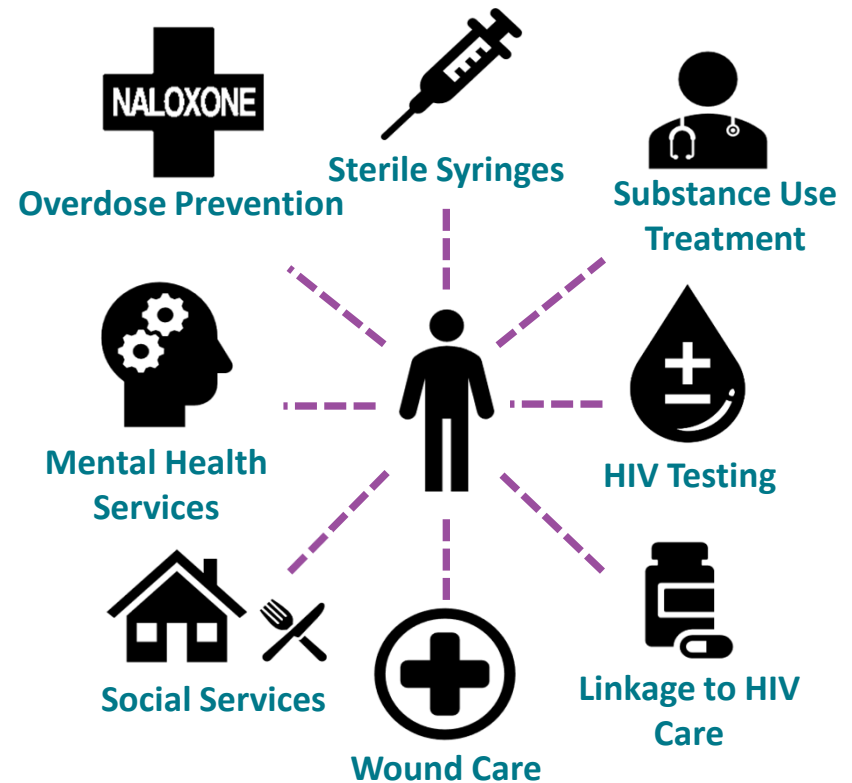 NALOXONE
Overdose Prevention
Sterile Syringes
Substance Use
Treatment
Mental Health
Services
HIV Testing
Social Services
Wound Care
Linkage to HIV
Care